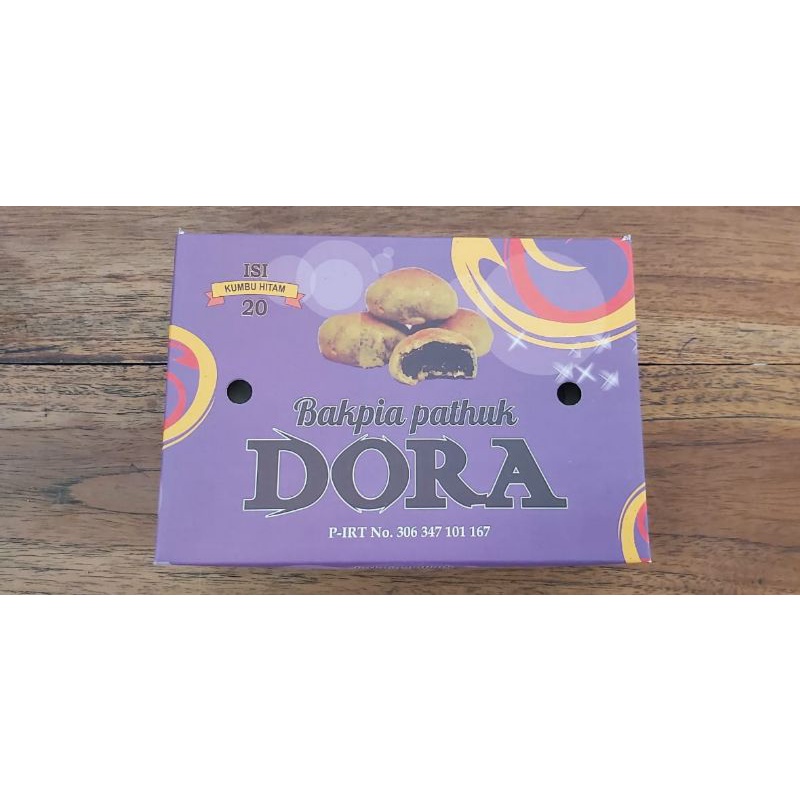 ISI
KUMBU HITAM
20
Bakpia pathuk
DORA
P-IRT No. 306 347 101 167